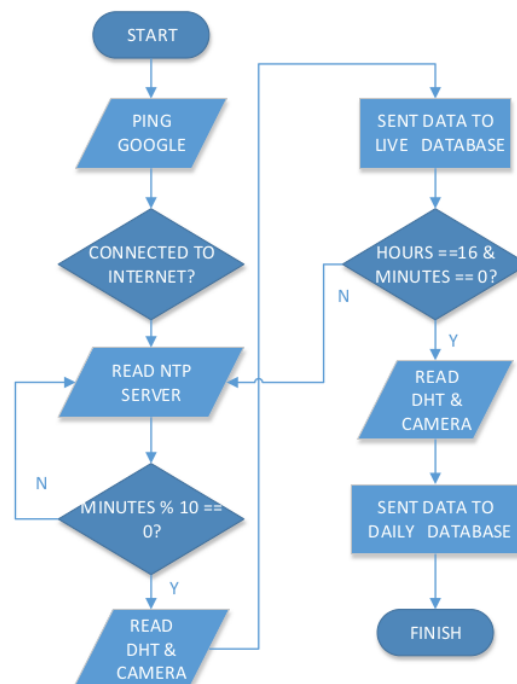 START
PING
GOOGLE
CONNECTED TO
INTERNET?
READ NTP
SERVER
N
MINUTES % 10 ==
0?
Y
READ
DHT &
CAMERA
SENT DATA TO
LIVE DATABASE
HOURS ==16 &
MINUTES == 0?
N
Y
READ
DHT &
CAMERA
SENT DATA TO
DAILY DATABASE
FINISH